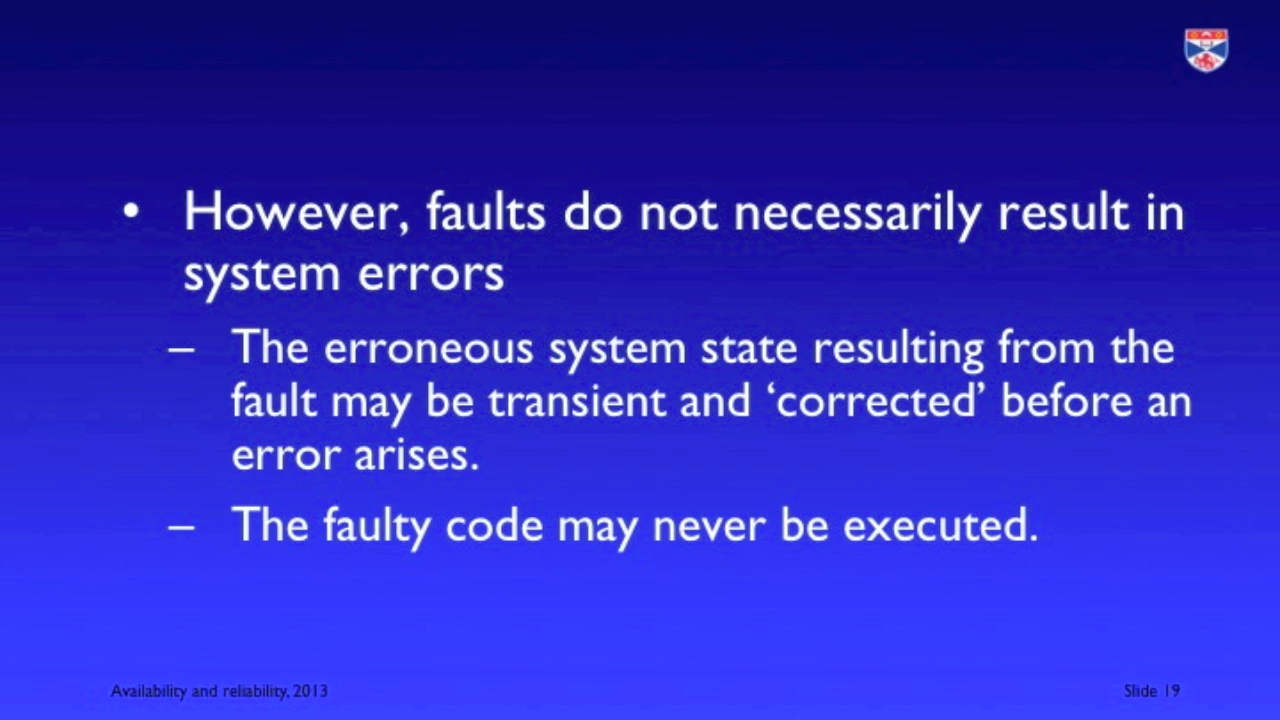 • However, faults do not necessarily result in
system errors
– The erroneous system state resulting from the
fault may be transient and ‘corrected’ before an
error arises.
– The faulty code may never be executed.
Availability and reliability, 2013
Slide 19